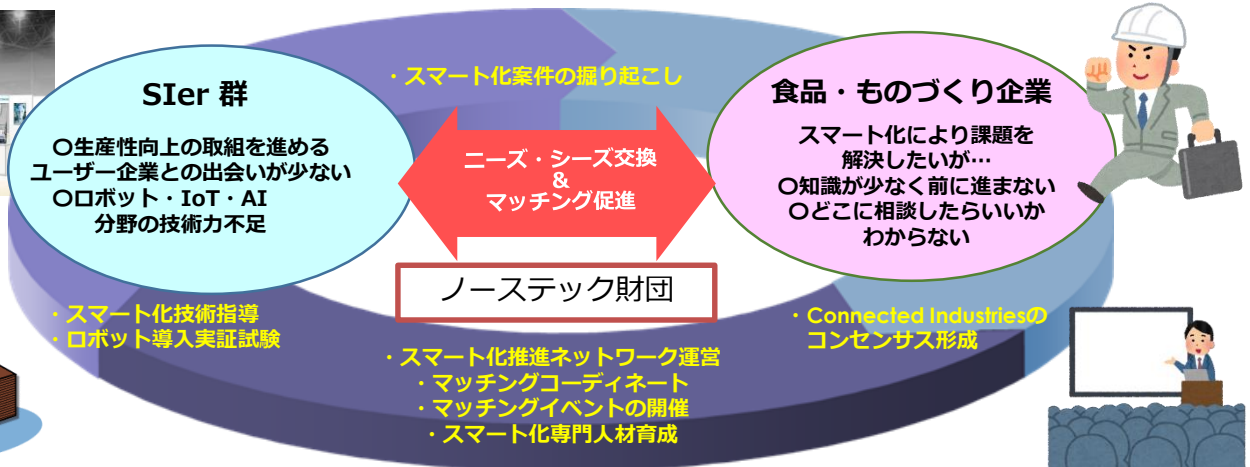 ・スマート化案件の掘り起こし
SIer 群
〇生産性向上の取組を進める
ユーザー企業との出会いが少ない
〇ロボット・IoT・AI
分野の技術力不足
ニーズ・シーズ交換
&
マッチング促進
食品・ものづくり企業
スマート化により課題を
解決したいが…
〇知識が少なく前に進まない
〇どこに相談したらいいか
わからない
ノーステック財団
・スマート化技術指導
・ロボット導入実証試験
・スマート化推進ネットワーク運営
・マッチングコーディネート
・マッチングイベントの開催
・スマート化専門人材育成
・Connected Industriesの
コンセンサス形成